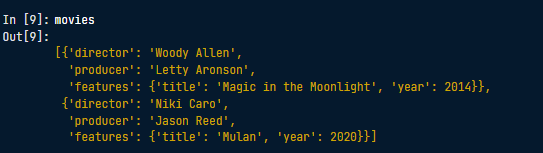 In [9]: movies
Out[9]:
[{'director': 'Woody Allen',
'producer': 'Letty Aronson',
'features': {'title': 'Magic in the Moonlight', 'year': 2014}},
{'director': 'Niki Caro',
'producer': 'Jason Reed',
'features': {'title': 'Mulan', 'year': 2020}}]